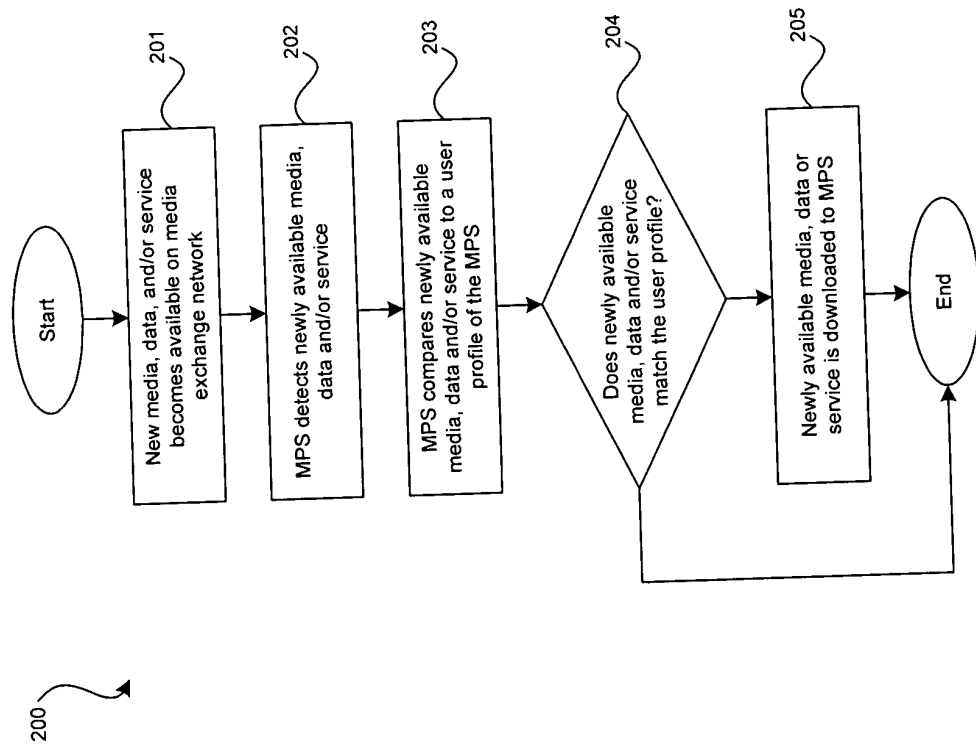 200
Start
New media, data, and/or service
becomes available on media
exchange network
201
MPS detects newly available media,
data and/or service
202
MPS compares newly available
media, data and/or service to a user
profile of the MPS
203
Does newly available
media, data and/or service
match the user profile?
204
Newly available media, data or
service is downloaded to MPS
205
End